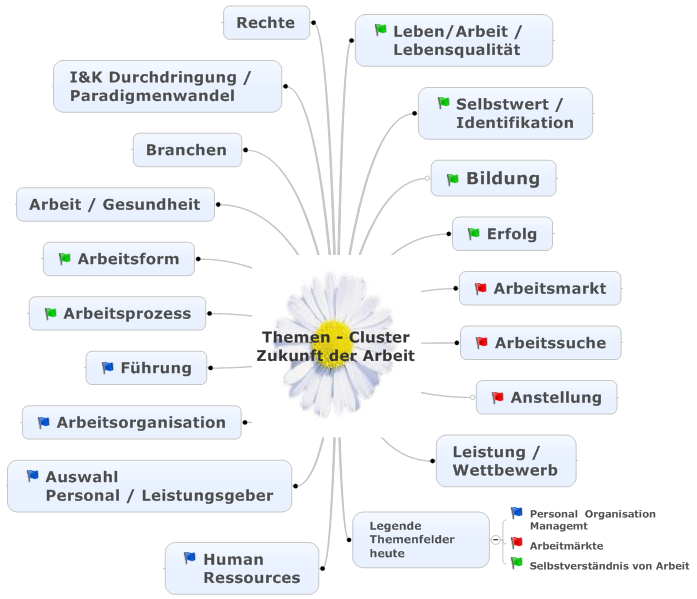 Rechte
I&K Durchdringung /
Paradigmenwandel
Branchen
Arbeit / Gesundheit
Arbeitsform
Arbeitsprozess
Führung
Arbeitsorganisation
Auswahl
Personal / Leistungsgeber
Human
Ressources
Themen - Cluster
Zukunft der Arbeit
Leben/Arbeit /
Lebensqualität
Selbstwert /
Identifikation
Bildung
Erfolg
Arbeitsmarkt
Arbeitssuche
Anstellung
Leistung /
Wettbewerb
Legende
Themenfelder
heute
Personal Organisation
Managemt
Arbeitmärkte
Selbstverständnis von Arbeit